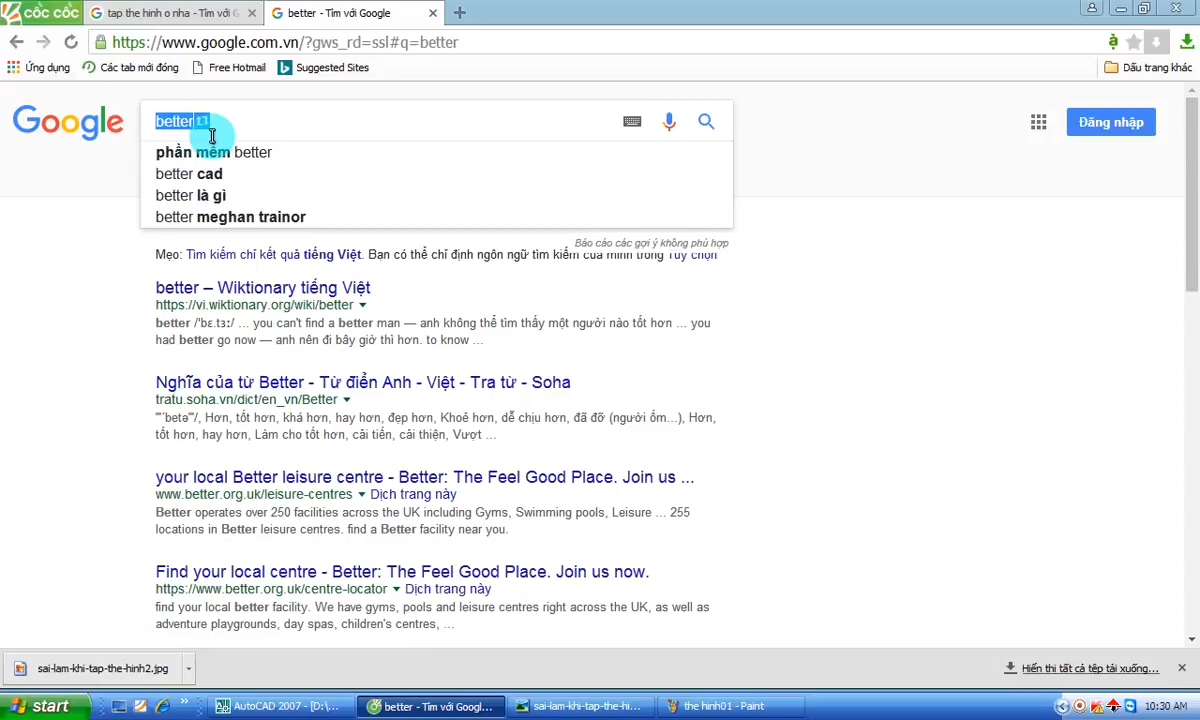 CỐC CỐC
tap the hinh o nha - Tìm với G
better - Tìm với Google
https://www.google.com.vn/?gws_rd=ssl#q=better
Ứng dụng
Các tab mới đóng
Free Hotmail
Suggested Sites
Dấu trang khác
Google
better
Đăng nhập
phần mềm better
better cad
better là gì
better meghan trainor
Báo cáo các gợi ý không phù hợp
Mẹo: Tìm kiếm chỉ kết quả tiếng Việt. Bạn có thể chỉ định ngôn ngữ tìm kiếm của mình trong Tùy chọn
better – Wiktionary tiếng Việt
https://vi.wiktionary.org/wiki/better
better /'bɛ.tɜː/ ... you can't find a better man — anh không thể tìm thấy một người nào tốt hơn ... you
had better go now — anh nên đi bây giờ thì hơn. to know ...
Nghĩa của từ Better - Từ điển Anh - Việt - Tra từ - Soha
tratu.soha.vn/dict/en_vn/Better
"'´betə"'/, Hơn, tốt hơn, khá hơn, hay hơn, đẹp hơn, Khoẻ hơn, dễ chịu hơn, đã đỡ (người ốm...), Hơn,
tốt hơn, hay hơn, Làm cho tốt hơn, cải tiến, cải thiện, Vượt ...
your local Better leisure centre - Better: The Feel Good Place. Join us ...
www.better.org.uk/leisure-centres Dịch trang này
Better operates over 250 facilities across the UK including Gyms, Swimming pools, Leisure ... 255
locations in Better leisure centres. find a Better facility near you.
Find your local centre - Better: The Feel Good Place. Join us now.
https://www.better.org.uk/centre-locator Dịch trang này
find your local better facility. We have gyms, pools and leisure centres right across the UK, as well as
adventure playgrounds, day spas, children's centres, ...
sai-lam-khi-tap-the-hinh2.jpg
Hiển thị tất cả tệp tải xuống...
start
AutoCAD 2007 - [D:\...
better - Tìm với Googl...
sai-lam-khi-tap-the-hi...
the hinh01 - Paint
10:30 AM